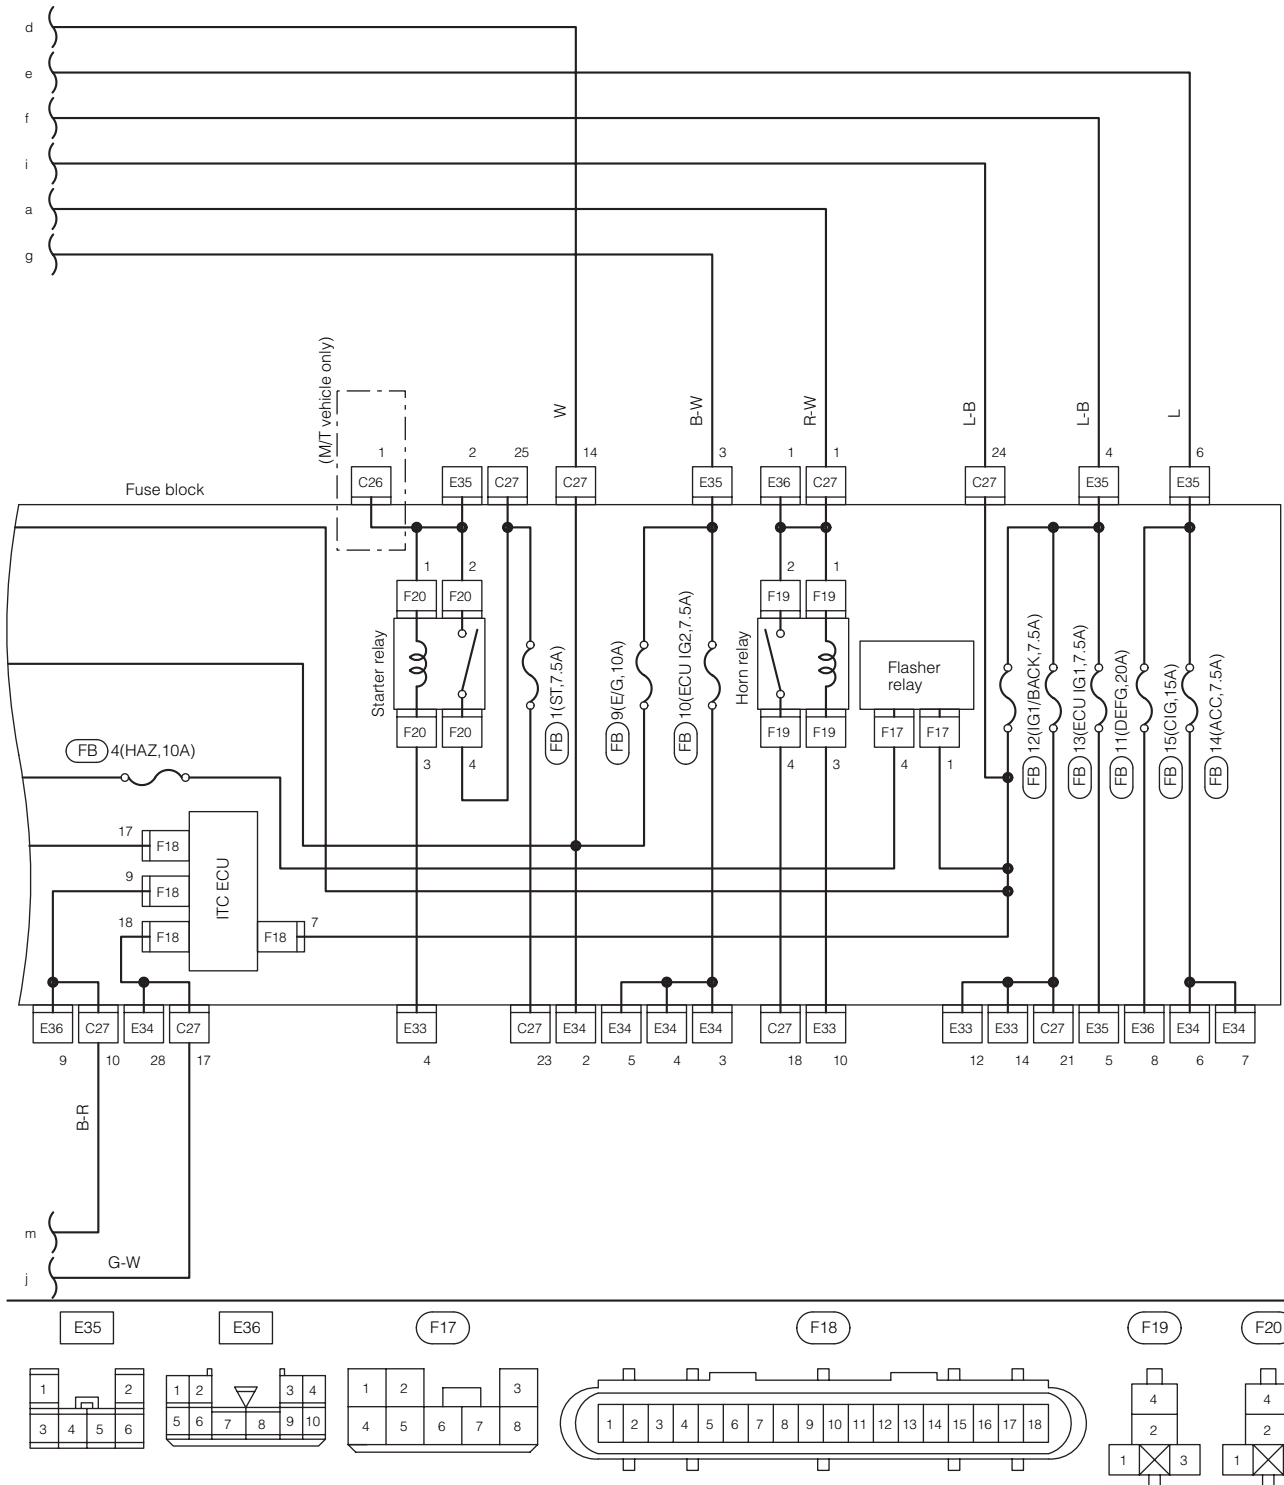 d
e
f
i
a
g
(M/T vehicle only)
W
B-W
R-W
L-B
L-B
L
1 2 25 14 3 1 1 24 4 6
C26 E35 C27 C27 E35 E36 C27 C27 E35 E35
Fuse block
1 2 2 1
F20 F20 F19 F19
Starter relay
Horn relay
Flasher
relay
F20 F20 F19 F19 F17 F17
3 4 4 3 4 1
FB 1(ST,7.5A)
FB 9(E/G,10A)
FB 10(ECU IG2,7.5A)
FB 12(IG1/BACK,7.5A)
FB 13(ECU IG1,7.5A)
FB 11(DEFG,20A)
FB 15(CIG,15A)
FB 14(ACC,7.5A)
FB 4(HAZ,10A)
17 F18
9 F18
18 F18
ITC ECU
F18 7
E36 C27 E34 C27 E33 C27 E34 E34 E34 E34 C27 E33 E33 E33 C27 E35 E36 E34 E34
9 10 28 17 4 23 2 5 4 3 18 10 12 14 21 5 8 6 7
B-R
m
G-W
j
E35 E36 F17 F18 F19 F20
1 2
3 4 5 6
1 2 3 4
5 6 7 8 9 10
1 2 3
4 5 6 7 8
1 2 3 4 5 6 7 8 9 10 11 12 13 14 15 16 17 18
4
2
1 3
4
2
1